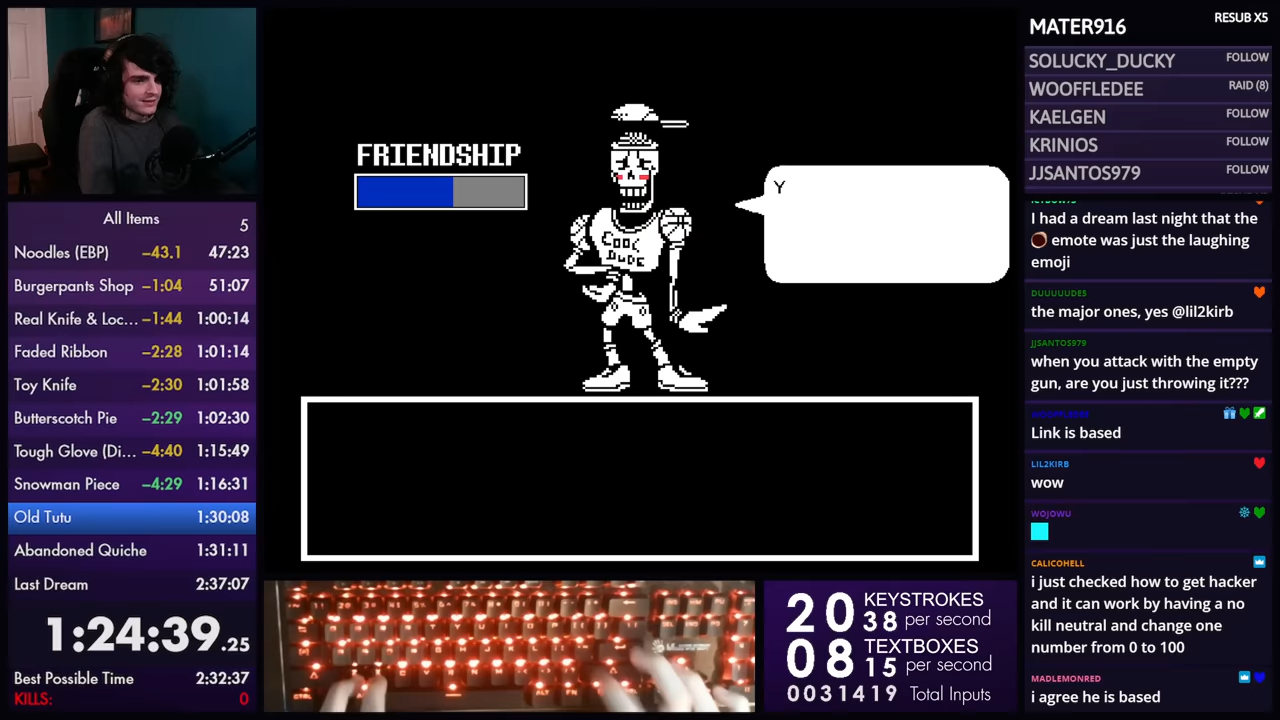 All Items
5
Noodles (EBP) −43.1 47:23
Burgerpants Shop −1:04 51:07
Real Knife & Loc... −1:44 1:00:14
Faded Ribbon −2:28 1:01:14
Toy Knife −2:30 1:01:58
Butterscotch Pie −2:29 1:02:30
Tough Glove (Di... −4:40 1:15:49
Snowman Piece −4:29 1:16:31
Old Tutu 1:30:08
Abandoned Quiche 1:31:11
Last Dream 2:37:07
1:24:39.25
Best Possible Time 2:32:37
KILLS: 0
FRIENDSHIP
COOL
DUDE
Y
20 38 KEYSTROKES per second
08 15 TEXTBOXES per second
0031419 Total Inputs
MATER916 RESUB X5
SOLUCKY_DUCKY FOLLOW
WOOFFLEDEE RAID (8)
KAELGEN FOLLOW
KRINIOS FOLLOW
JJSANTOS979 FOLLOW
I had a dream last night that the
emote was just the laughing
emoji
DUUUUUDES
the major ones, yes @lil2kirb
JJSANTOS979
when you attack with the empty
gun, are you just throwing it???
Link is based
LIL2KIRB
wow
WOJOWU
CALICOHELL
i just checked how to get hacker
and it can work by having a no
kill neutral and change one
number from 0 to 100
MADLEMONRED
i agree he is based